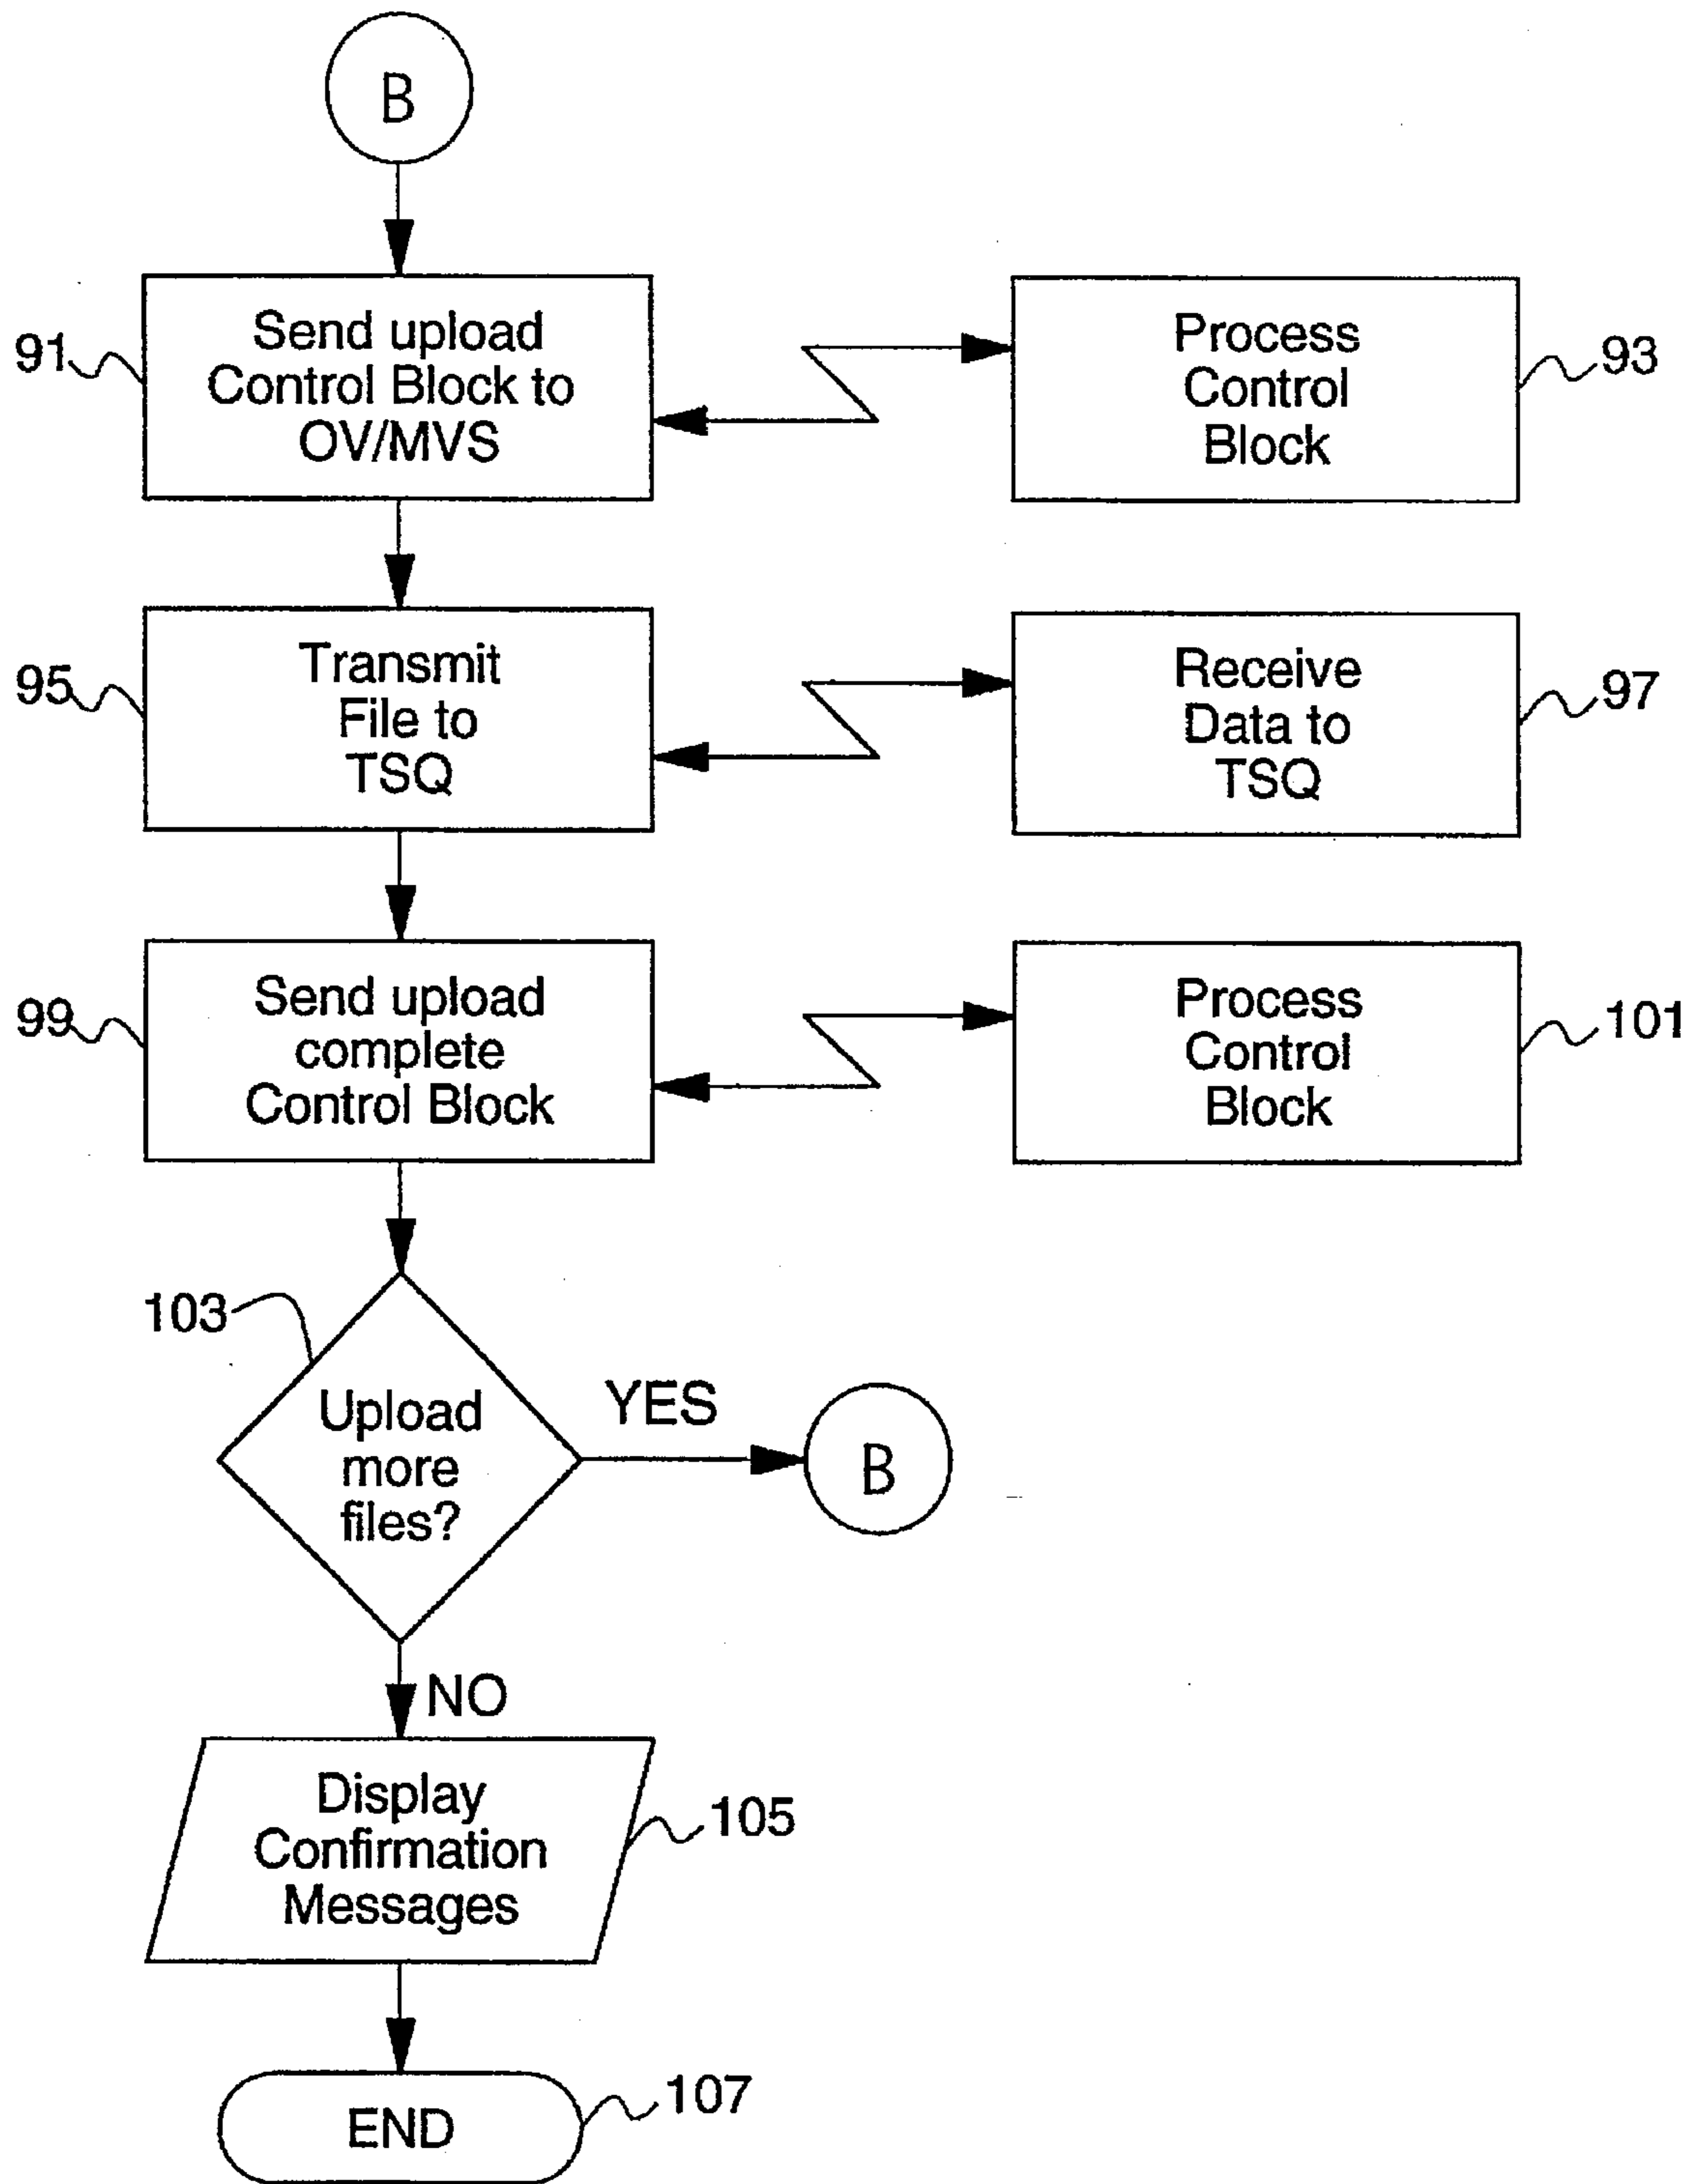 B
91
Send upload
Control Block to
OV/MVS
Process
Control
Block
93
95
Transmit
File to
TSQ
Receive
Data to
TSQ
97
99
Send upload
complete
Control Block
Process
Control
Block
101
103
Upload
more
files?
YES
B
NO
Display
Confirmation
Messages
105
END
107